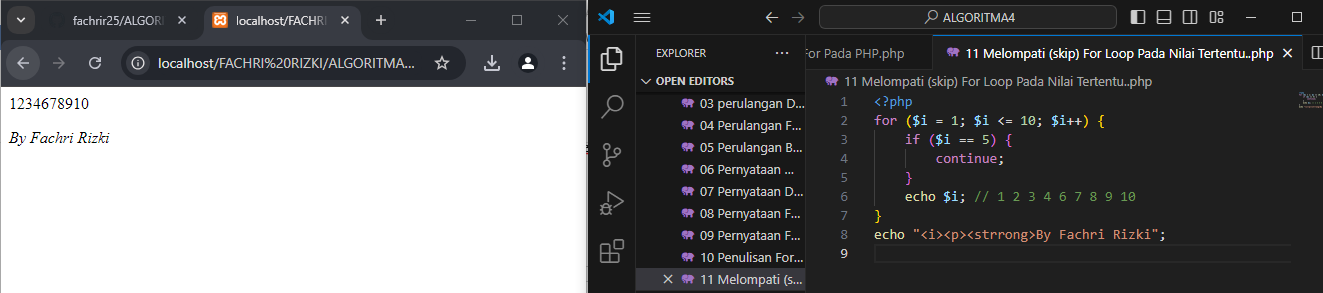 fachrir25/ALGORI
localhost/FACHRI
localhost/FACHRI%20RIZKI/ALGORITMA...
1234678910
By Fachri Rizki
ALGORITMA4
EXPLORER
OPEN EDITORS
03 perulangan D...
04 Perulangan F...
05 Perulangan B...
06 Pernyataan ...
07 Pernyataan D...
08 Pernyataan F...
09 Pernyataan F...
10 Penulisan For...
11 Melompati (s...
For Pada PHP.php
11 Melompati (skip) For Loop Pada Nilai Tertentu..php
11 Melompati (skip) For Loop Pada Nilai Tertentu..php
1 <?php
2 for ($i = 1; $i <= 10; $i++) {
3 if ($i == 5) {
4 continue;
5 }
6 echo $i; // 1 2 3 4 6 7 8 9 10
7 }
8 echo "<i><p><strrong>By Fachri Rizki";
9